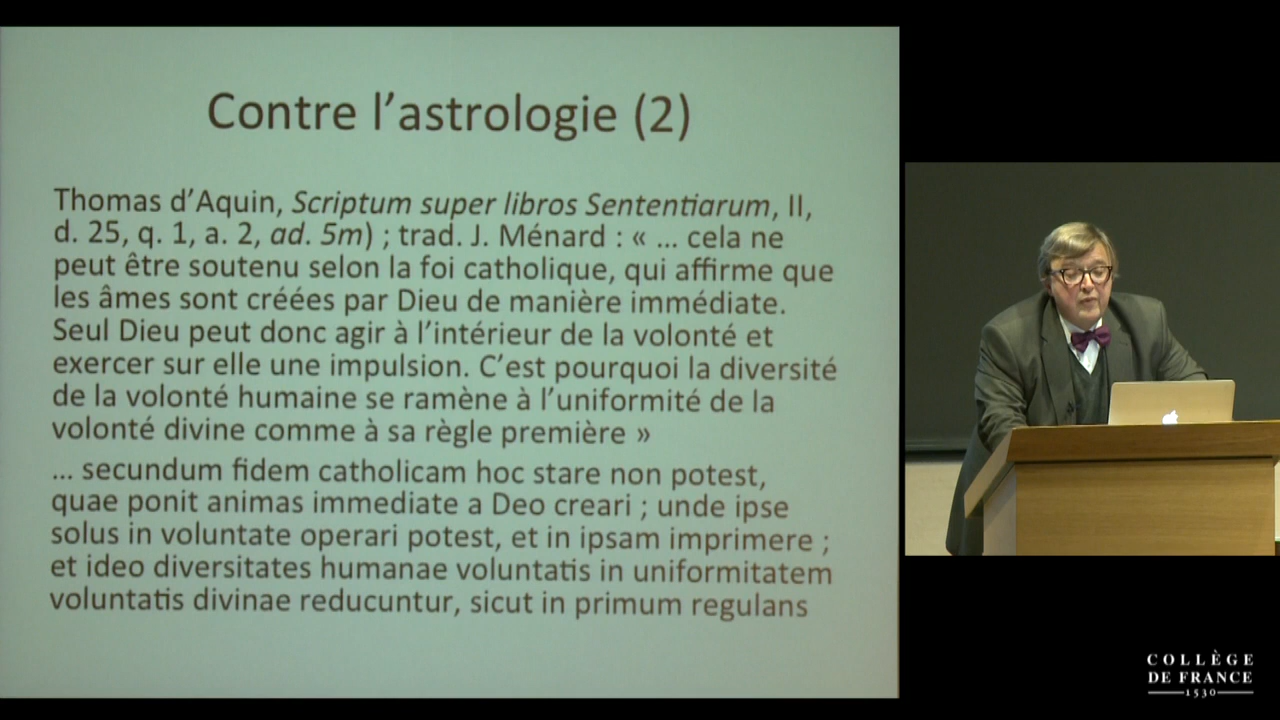 Contre l’astrologie (2)
Thomas d’Aquin, Scriptum super libros Sententiarum, II,
d. 25, q. 1, a. 2, ad. 5m) ; trad. J. Ménard : « ... cela ne
peut être soutenu selon la foi catholique, qui affirme que
les âmes sont créées par Dieu de manière immédiate.
Seul Dieu peut donc agir à l’intérieur de la volonté et
exercer sur elle une impulsion. C’est pourquoi la diversité
de la volonté humaine se ramène à l’uniformité de la
volonté divine comme à sa règle première »
... secundum fidem catholicam hoc stare non potest,
quae ponit animas immediate a Deo creari ; unde ipse
solus in voluntate operari potest, et in ipsam imprimere ;
et ideo diversitates humanae voluntatis in uniformitatem
voluntatis divinae reducuntur, sicut in primum regulans
COLLÈGE
DE FRANCE
1530